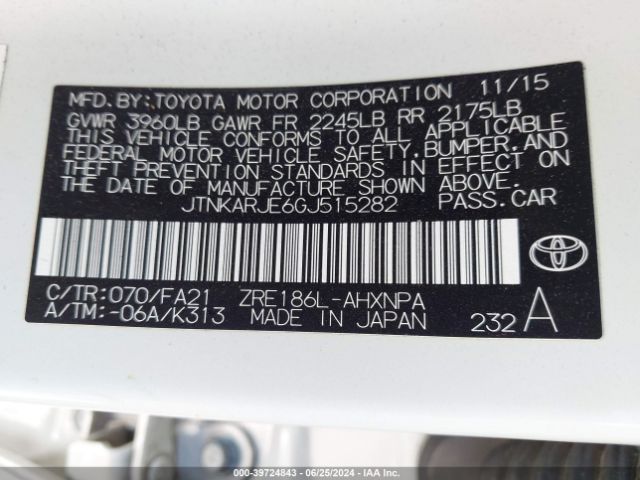 MFD. BY: TOYOTA MOTOR CORPORATION 11/15
GVWR 3960LB GAWR FR 2245LB RR 2175LB
THIS VEHICLE CONFORMS TO ALL APPLICABLE
FEDERAL MOTOR VEHICLE SAFETY, BUMPER, AND
THEFT PREVENTION STANDARDS IN EFFECT ON
THE DATE OF MANUFACTURE SHOWN ABOVE.
JTNKARJE6GJ515282 PASS. CAR
C/TR: 070/FA21 ZRE186L-AHXNPA
A/TM: -06A/K313 MADE IN JAPAN 232 A
000-39724843 - 06/25/2024 - IAA Inc.